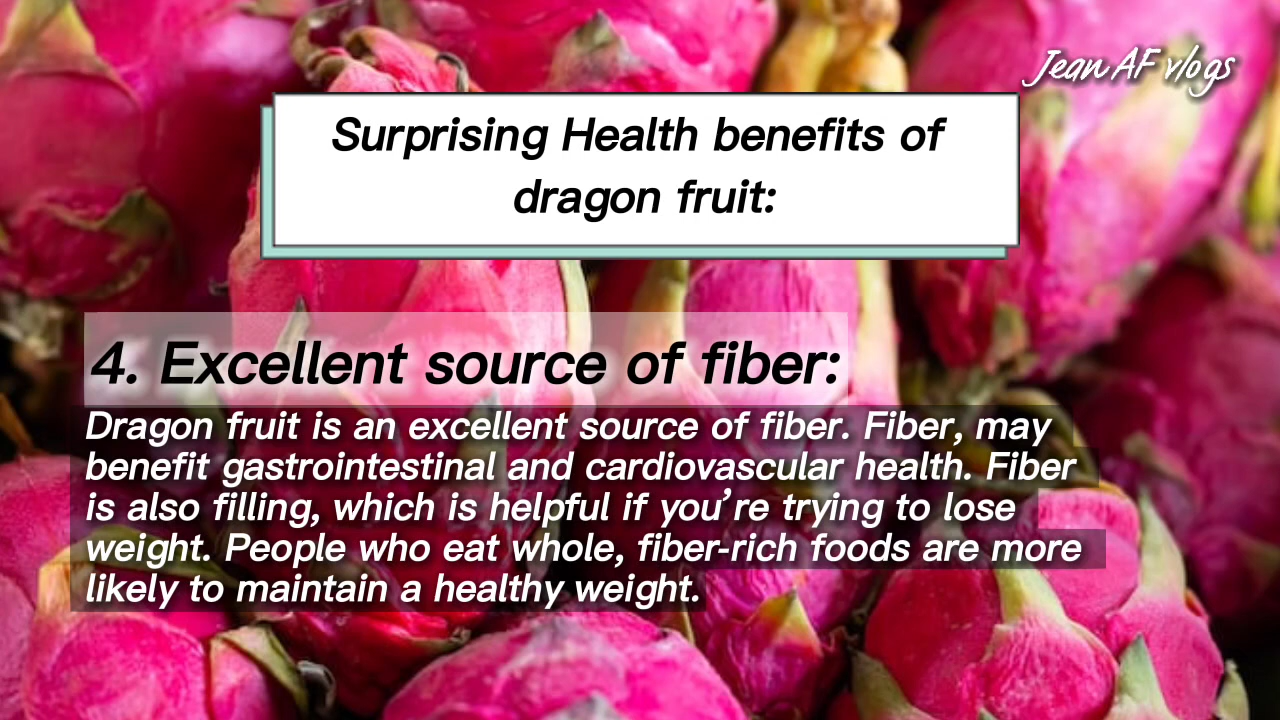 Jean AF vlogs
Surprising Health benefits of
dragon fruit:
4. Excellent source of fiber:
Dragon fruit is an excellent source of fiber. Fiber, may
benefit gastrointestinal and cardiovascular health. Fiber
is also filling, which is helpful if you’re trying to lose
weight. People who eat whole, fiber-rich foods are more
likely to maintain a healthy weight.